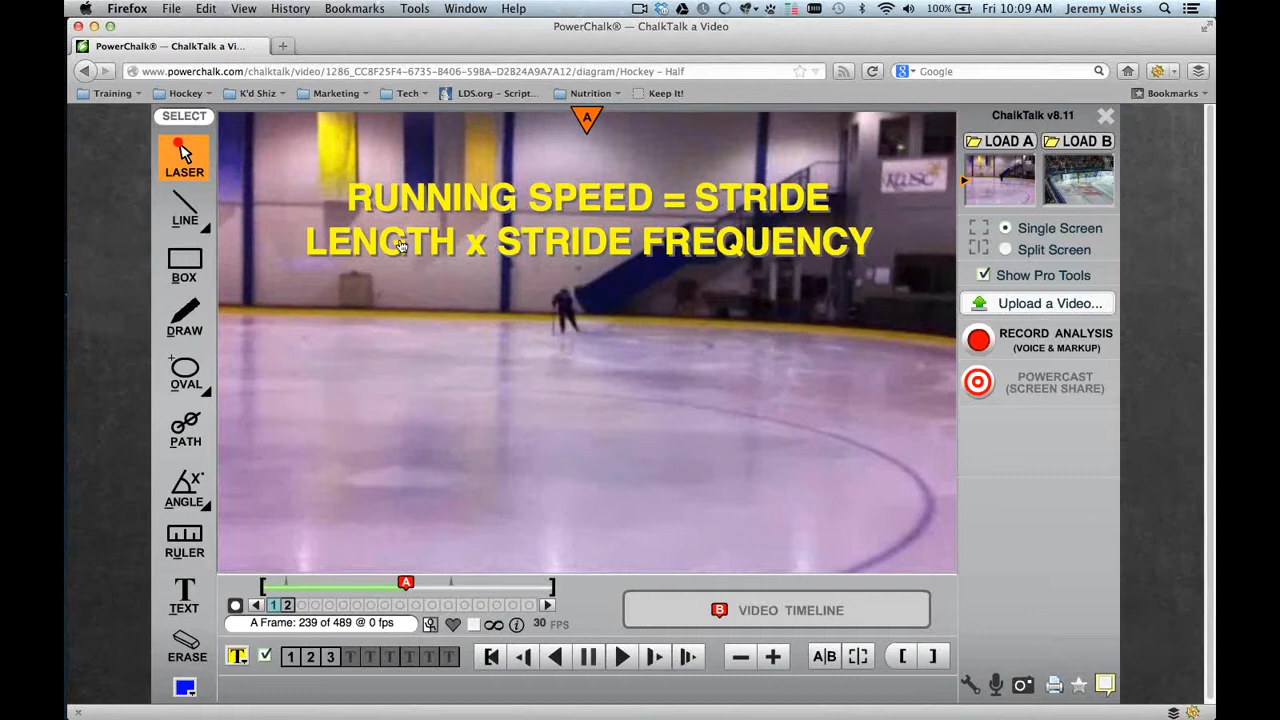 Firefox File Edit View History Bookmarks Tools Window Help 100% Fri 10:09 AM Jeremy Weiss
PowerChalk® — ChalkTalk a Video
PowerChalk® — ChalkTalk a Vi...
www.powerchalk.com/chalktalk/video/1286_CC8F25F4-6735-B406-59BA-D2B24A9A7A12/diagram/Hockey - Half
Google
Training Hockey K'd Shiz Marketing Tech LDS.org – Script... Nutrition Keep It! Bookmarks
SELECT
LASER
LINE
BOX
DRAW
OVAL
PATH
X°
ANGLE
RULER
T
TEXT
ERASE
A
RUNNING SPEED = STRIDE
LENGTH x STRIDE FREQUENCY
ChalkTalk v8.11
LOAD A LOAD B
Single Screen
Split Screen
Show Pro Tools
Upload a Video...
RECORD ANALYSIS
(VOICE & MARKUP)
POWERCAST
(SCREEN SHARE)
[ A ]
1 2
A Frame: 239 of 489 @ 0 fps 30 FPS
B VIDEO TIMELINE
T 1 2 3 T T T T T T A|B [ ]